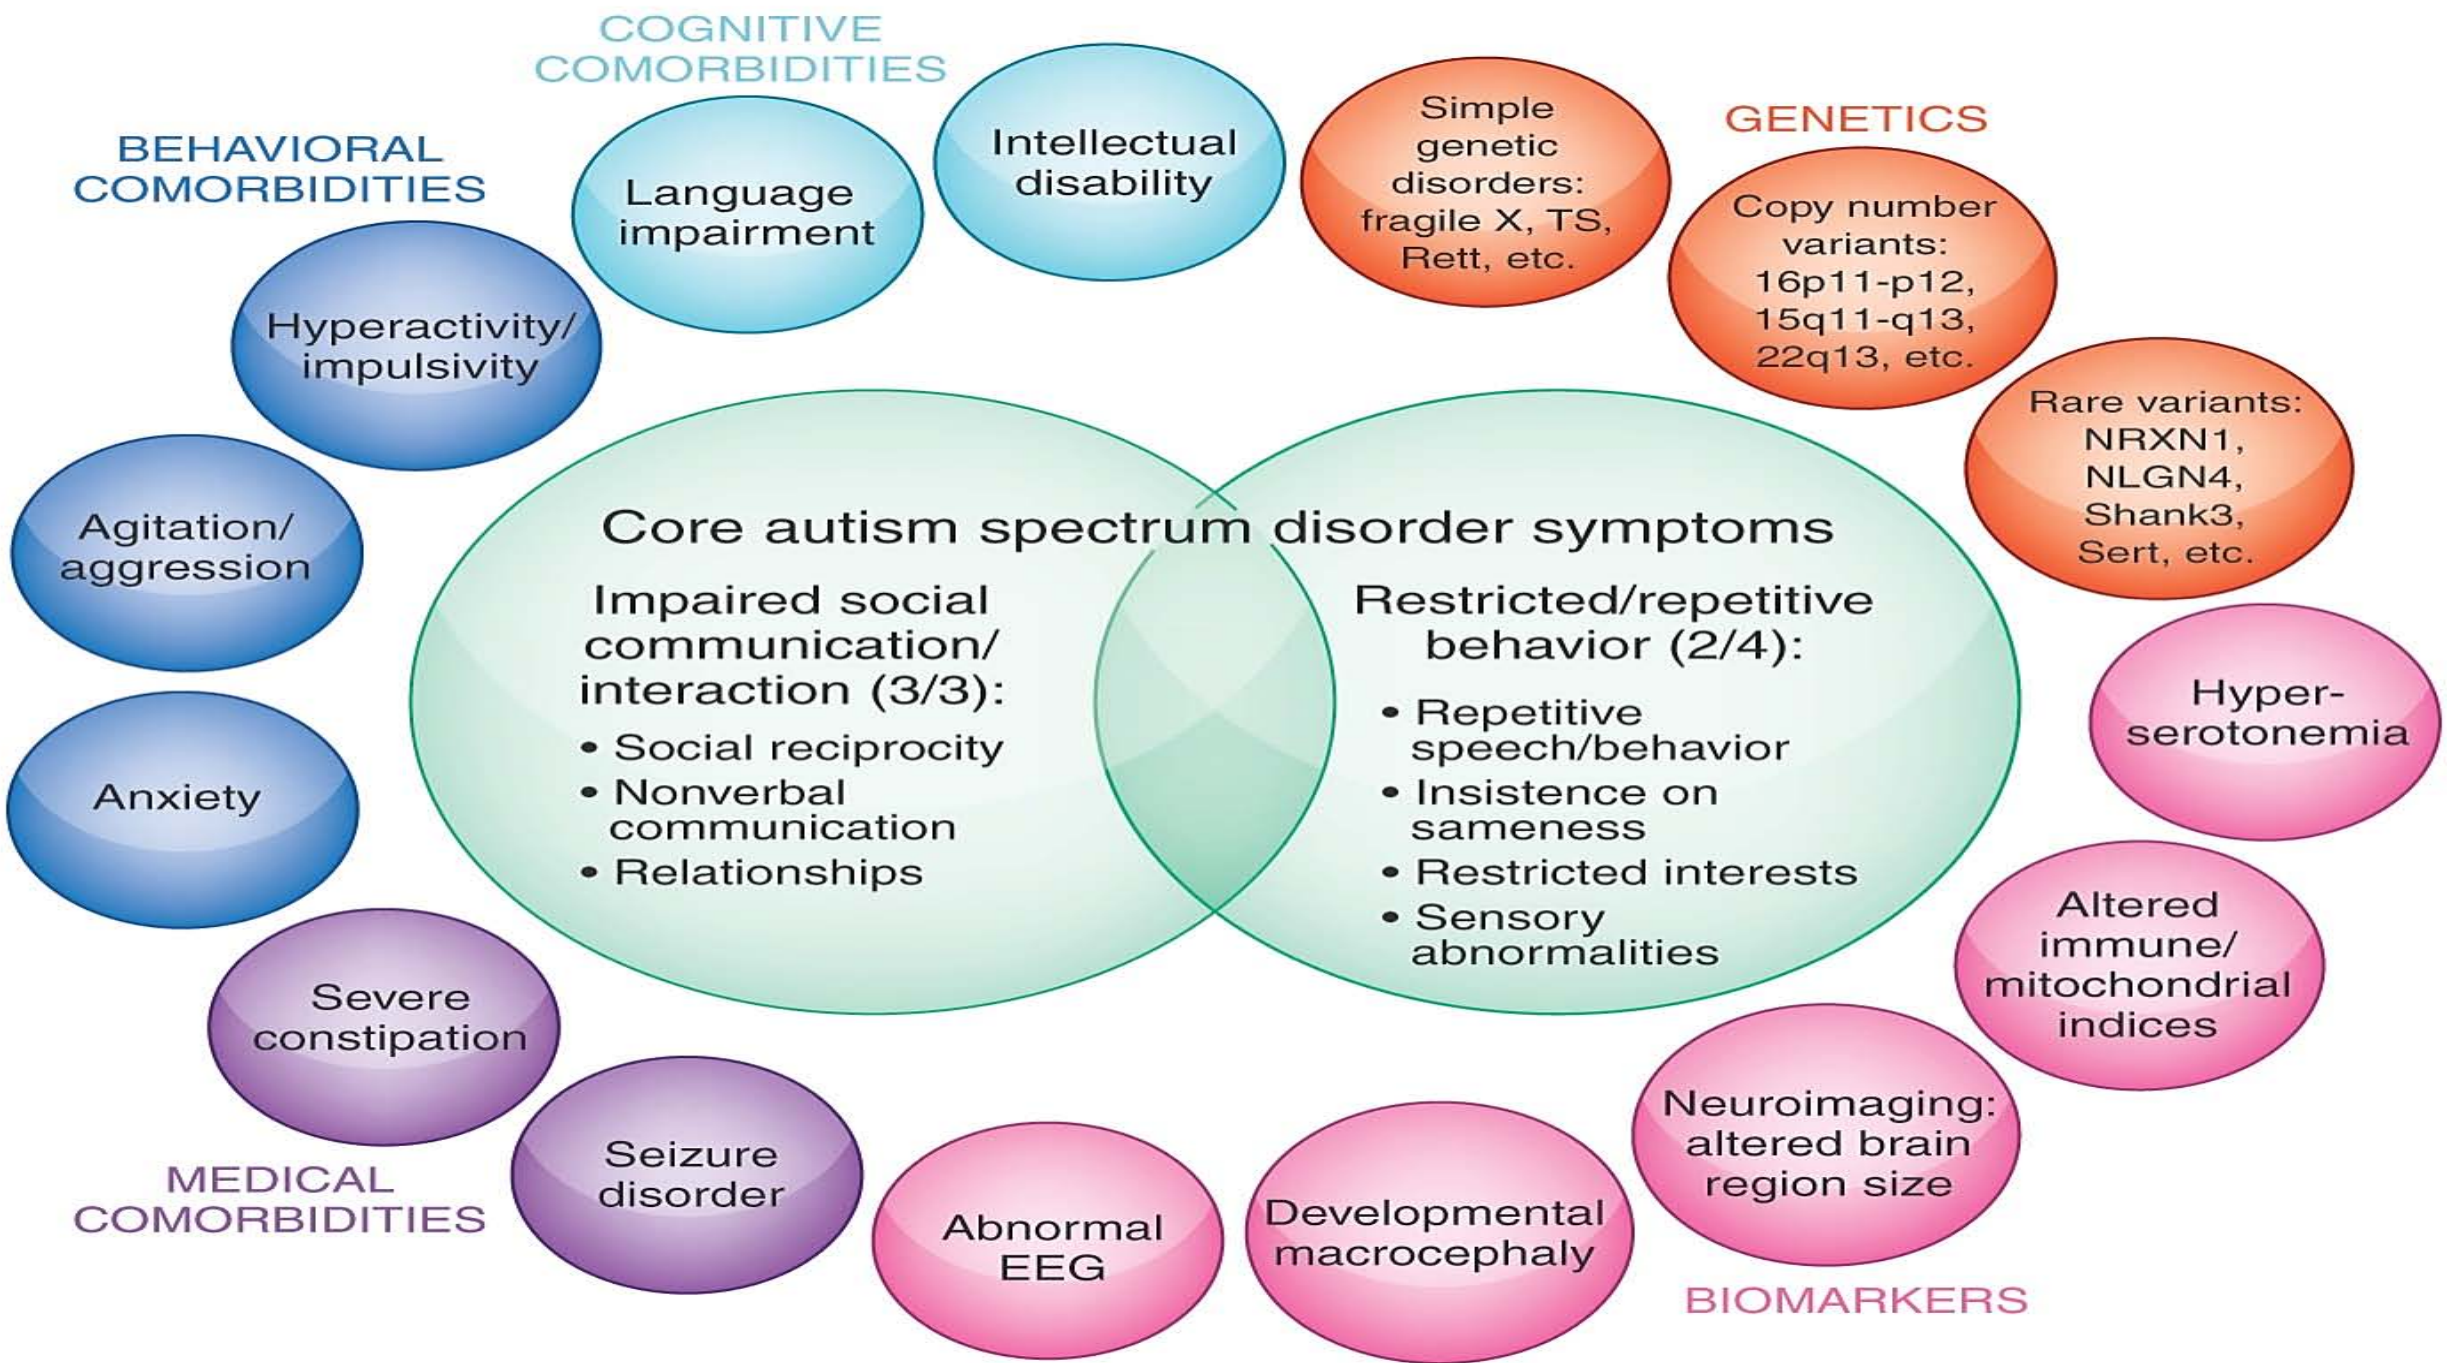 COGNITIVE
COMORBIDITIES
BEHAVIORAL
COMORBIDITIES
Language
impairment
Intellectual
disability
Simple
genetic
disorders:
fragile X, TS,
Rett, etc.
GENETICS
Copy number
variants:
16p11-p12,
15q11-q13,
22q13, etc.
Rare variants:
NRXN1,
NLGN4,
Shank3,
Sert, etc.
Hyperactivity/
impulsivity
Agitation/
aggression
Anxiety
Core autism spectrum disorder symptoms
Impaired social
communication/
interaction (3/3):
• Social reciprocity
• Nonverbal
communication
• Relationships
Restricted/repetitive
behavior (2/4):
• Repetitive
speech/behavior
• Insistence on
sameness
• Restricted interests
• Sensory
abnormalities
Hyper-
serotonemia
Altered
immune/
mitochondrial
indices
Neuroimaging:
altered brain
region size
Developmental
macrocephaly
Abnormal
EEG
BIOMARKERS
Severe
constipation
Seizure
disorder
MEDICAL
COMORBIDITIES